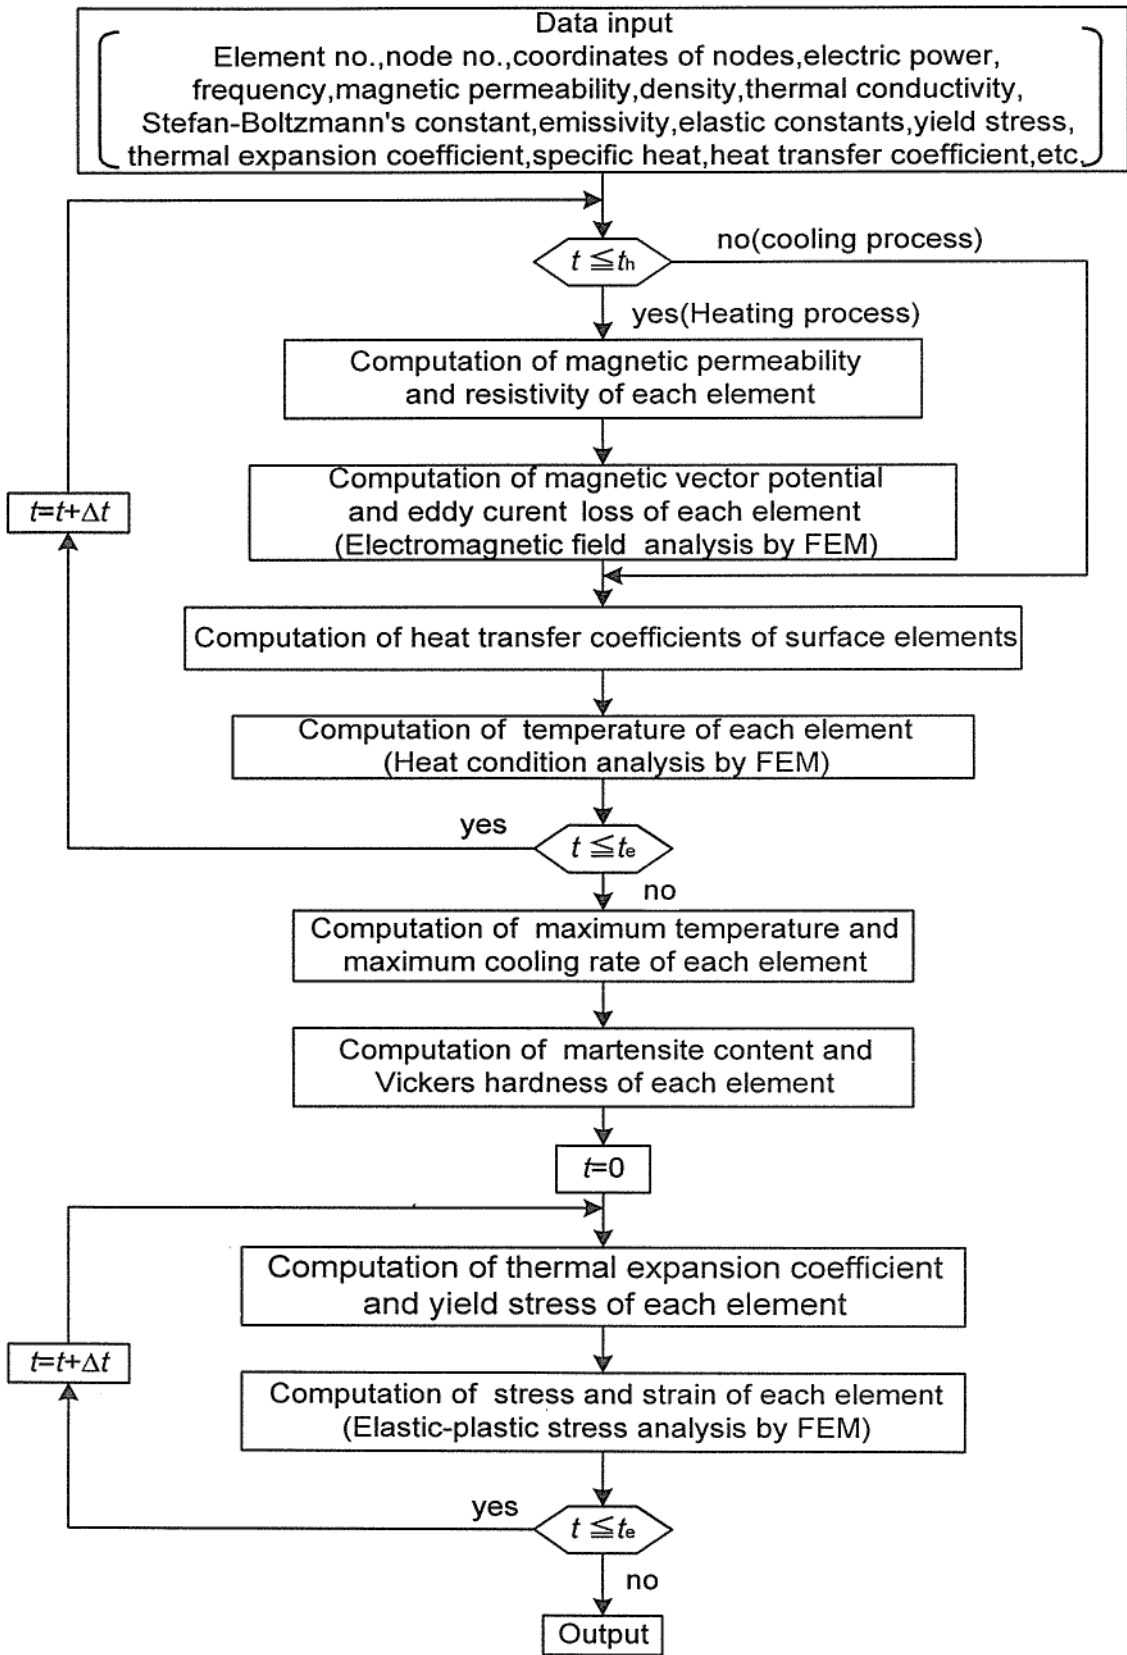 Data input
Element no.,node no.,coordinates of nodes,electric power,
frequency,magnetic permeability,density,thermal conductivity,
Stefan-Boltzmann's constant,emissivity,elastic constants,yield stress,
thermal expansion coefficient,specific heat,heat transfer coefficient,etc.
no(cooling process)
t ≦ th
yes(Heating process)
Computation of magnetic permeability
and resistivity of each element
Computation of magnetic vector potential
and eddy curent loss of each element
(Electromagnetic field analysis by FEM)
t=t+Δt
Computation of heat transfer coefficients of surface elements
Computation of temperature of each element
(Heat condition analysis by FEM)
yes
t ≦ te
no
Computation of maximum temperature and
maximum cooling rate of each element
Computation of martensite content and
Vickers hardness of each element
t=0
Computation of thermal expansion coefficient
and yield stress of each element
t=t+Δt
Computation of stress and strain of each element
(Elastic-plastic stress analysis by FEM)
yes
t ≦ te
no
Output